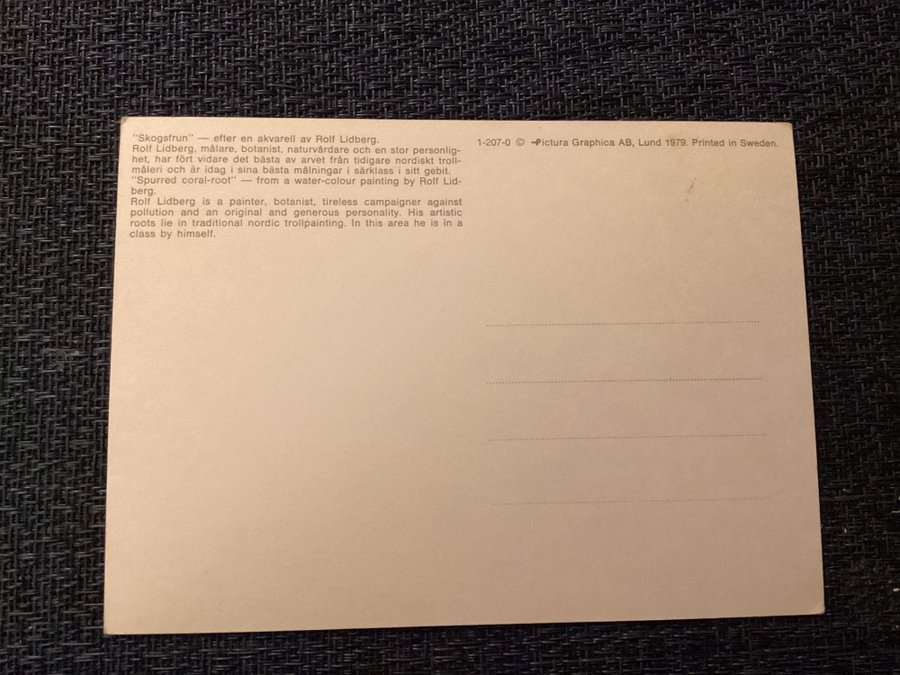 "Skogsfrun" — efter en akvarell av Rolf Lidberg.
Rolf Lidberg, målare, botanist, naturvårdare och en stor personlig-
het, har fört vidare det bästa av arvet från tidigare nordiskt troll-
måleri och är idag i sina bästa målningar i särklass i sitt gebit.
"Spurred coral-root" — from a water-colour painting by Rolf Lid-
berg.
Rolf Lidberg is a painter, botanist, tireless campaigner against
pollution and an original and generous personality. His artistic
roots lie in traditional nordic trollpainting. In this area he is in a
class by himself.
1-207-0 © Pictura Graphica AB, Lund 1979. Printed in Sweden.